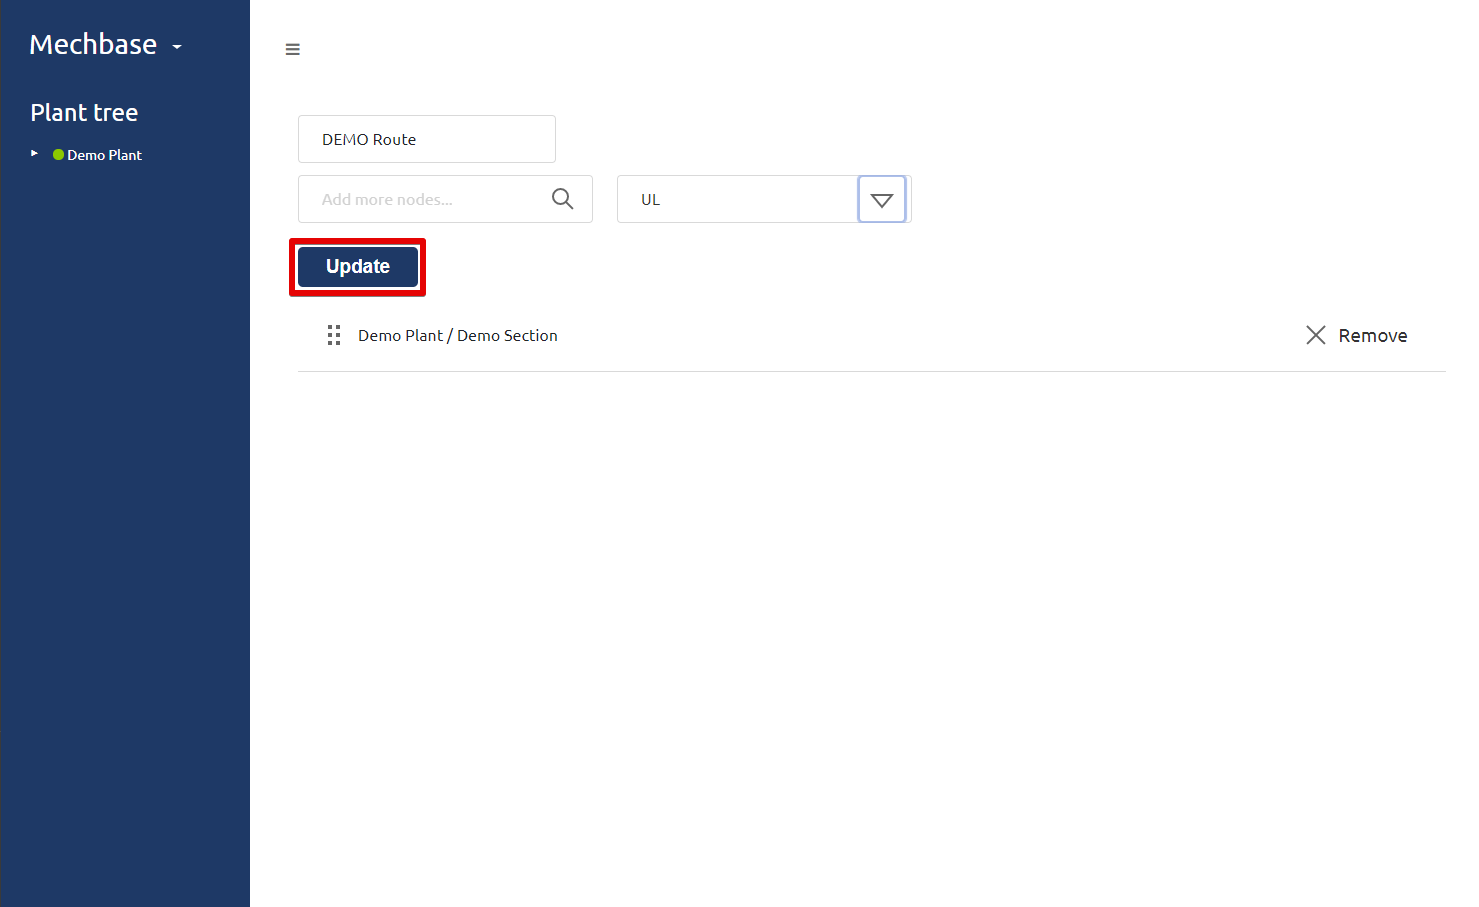 Mechbase
Plant tree
Demo Plant
DEMO Route
Add more nodes...
UL
Update
Demo Plant / Demo Section
Remove